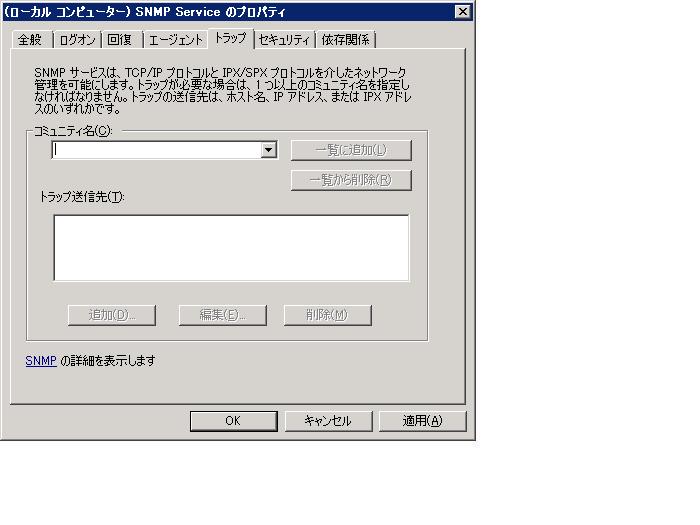 (ローカル コンピューター) SNMP Service のプロパティ
全般 ログオン 回復 エージェント トラップ セキュリティ 依存関係
SNMP サービスは、TCP/IP プロトコルと IPX/SPX プロトコルを介したネットワーク
管理を可能にします。トラップが必要な場合は、1 つ以上のコミュニティ名を指定し
なければなりません。トラップの送信先は、ホスト名、IP アドレス、または IPX アドレ
スのいずれかです。
コミュニティ名(C):
一覧に追加(L)
一覧から削除(R)
トラップ送信先(T):
追加(D)... 編集(E)... 削除(M)
SNMP の詳細を表示します
OK キャンセル 適用(A)